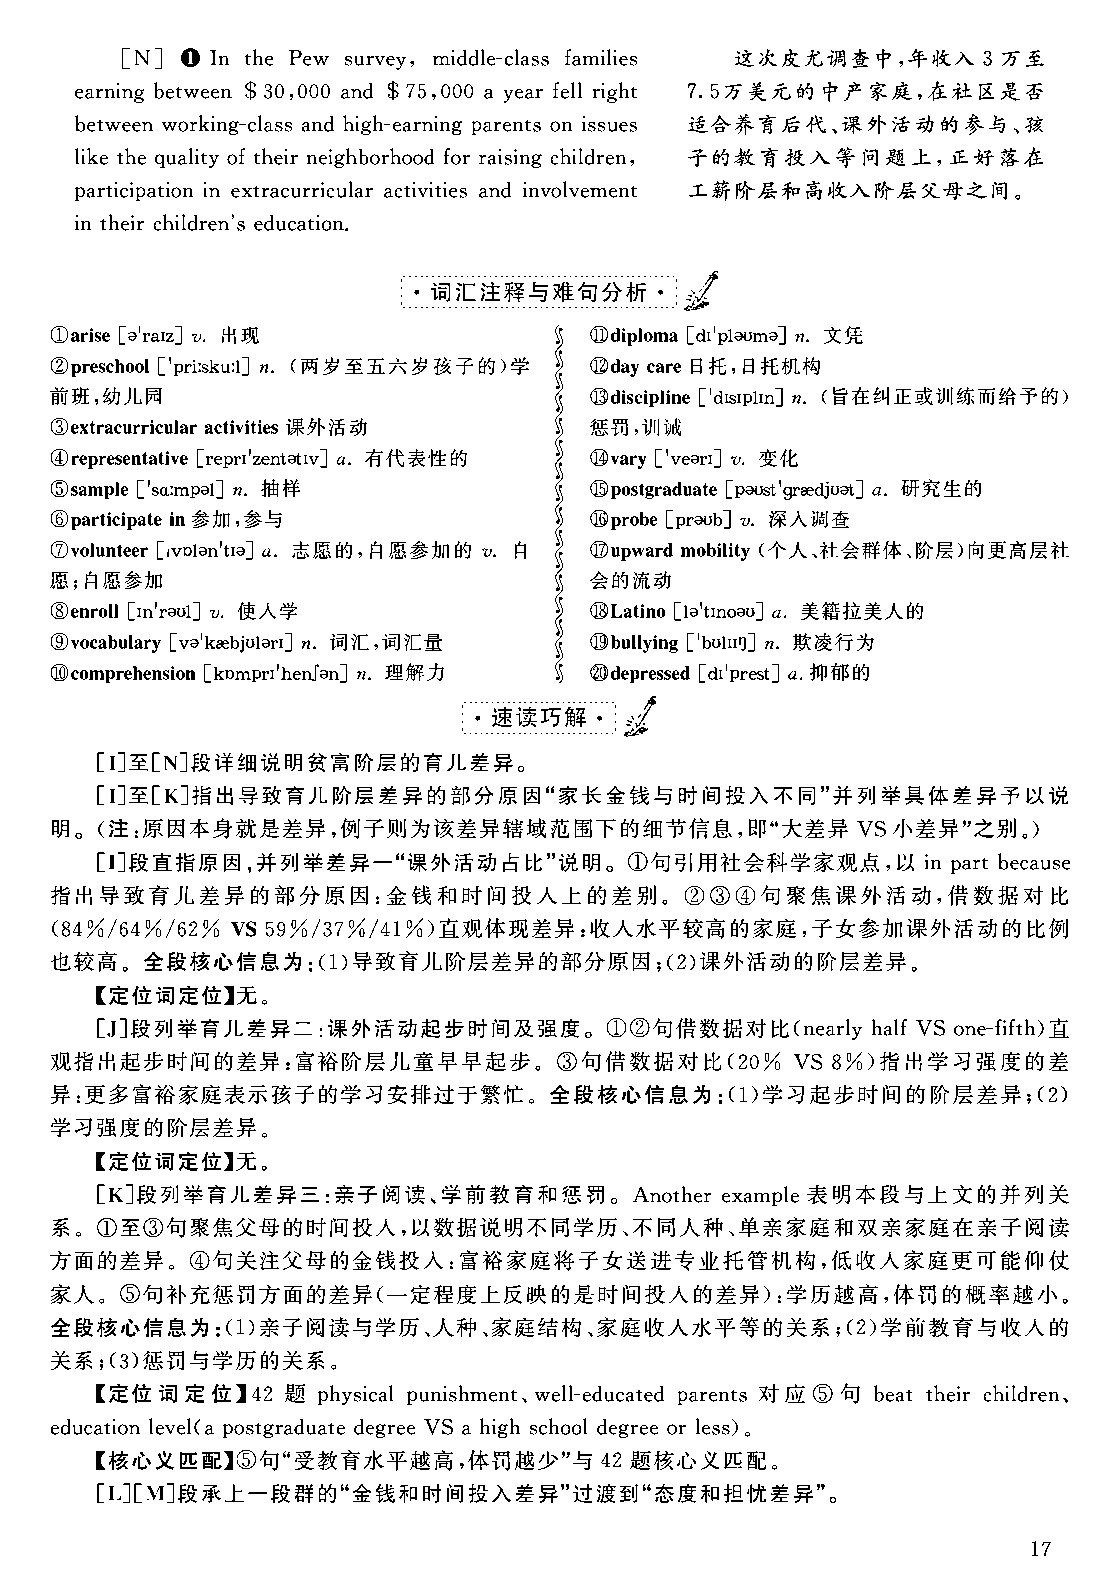 [N] ❶ In the Pew survey, middle-class families
earning between $30,000 and $75,000 a year fell right
between working-class and high-earning parents on issues
like the quality of their neighborhood for raising children,
participation in extracurricular activities and involvement
in their children's education.
这次皮尤调查中,年收入3万至
7.5万美元的中产家庭,在社区是否
适合养育后代、课外活动的参与、孩
子的教育投入等问题上,正好落在
工薪阶层和高收入阶层父母之间。
·词汇注释与难句分析·
①arise [ə'raɪz] v. 出现
②preschool ['priːskuːl] n. (两岁至五六岁孩子的)学
前班,幼儿园
③extracurricular activities 课外活动
④representative [reprɪ'zentətɪv] a. 有代表性的
⑤sample ['sɑːmpəl] n. 抽样
⑥participate in 参加,参与
⑦volunteer [ˌvɒlən'tɪə] a. 志愿的,自愿参加的 v. 自
愿;自愿参加
⑧enroll [ɪn'rəʊl] v. 使入学
⑨vocabulary [və'kæbjʊlərɪ] n. 词汇,词汇量
⑩comprehension [kɒmprɪ'henʃən] n. 理解力
⑪diploma [dɪ'pləʊmə] n. 文凭
⑫day care 日托,日托机构
⑬discipline ['dɪsɪplɪn] n. (旨在纠正或训练而给予的)
惩罚,训诫
⑭vary ['veərɪ] v. 变化
⑮postgraduate [pəʊst'grædjʊət] a. 研究生的
⑯probe [prəʊb] v. 深入调查
⑰upward mobility (个人、社会群体、阶层)向更高层社
会的流动
⑱Latino [lə'tɪnoəʊ] a. 美籍拉美人的
⑲bullying ['bʊlɪɪŋ] n. 欺凌行为
⑳depressed [dɪ'prest] a. 抑郁的
·速读巧解·
[I]至[N]段详细说明贫富阶层的育儿差异。
[I]至[K]指出导致育儿阶层差异的部分原因“家长金钱与时间投入不同”并列举具体差异予以说
明。(注:原因本身就是差异,例子则为该差异辖域范围下的细节信息,即“大差异 VS 小差异”之别。)
[I]段直指原因,并列举差异一“课外活动占比”说明。①句引用社会科学家观点,以 in part because
指出导致育儿差异的部分原因:金钱和时间投入上的差别。②③④句聚焦课外活动,借数据对比
(84%/64%/62% VS 59%/37%/41%)直观体现差异:收入水平较高的家庭,子女参加课外活动的比例
也较高。全段核心信息为:(1)导致育儿阶层差异的部分原因;(2)课外活动的阶层差异。
【定位词定位】无。
[J]段列举育儿差异二:课外活动起步时间及强度。①②句借数据对比(nearly half VS one-fifth)直
观指出起步时间的差异:富裕阶层儿童早早起步。③句借数据对比(20% VS 8%)指出学习强度的差
异:更多富裕家庭表示孩子的学习安排过于繁忙。全段核心信息为:(1)学习起步时间的阶层差异;(2)
学习强度的阶层差异。
【定位词定位】无。
[K]段列举育儿差异三:亲子阅读、学前教育和惩罚。Another example 表明本段与上文的并列关
系。①至③句聚焦父母的时间投入,以数据说明不同学历、不同人种、单亲家庭和双亲家庭在亲子阅读
方面的差异。④句关注父母的金钱投入:富裕家庭将子女送进专业托管机构,低收入家庭更可能仰仗
家人。⑤句补充惩罚方面的差异(一定程度上反映的是时间投入的差异):学历越高,体罚的概率越小。
全段核心信息为:(1)亲子阅读与学历、人种、家庭结构、家庭收入水平等的关系;(2)学前教育与收入的
关系;(3)惩罚与学历的关系。
【定位词定位】42 题 physical punishment、well-educated parents 对应⑤句 beat their children、
education level(a postgraduate degree VS a high school degree or less)。
【核心义匹配】⑤句“受教育水平越高,体罚越少”与 42 题核心义匹配。
[L][M]段承上一段群的“金钱和时间投入差异”过渡到“态度和担忧差异”。
17